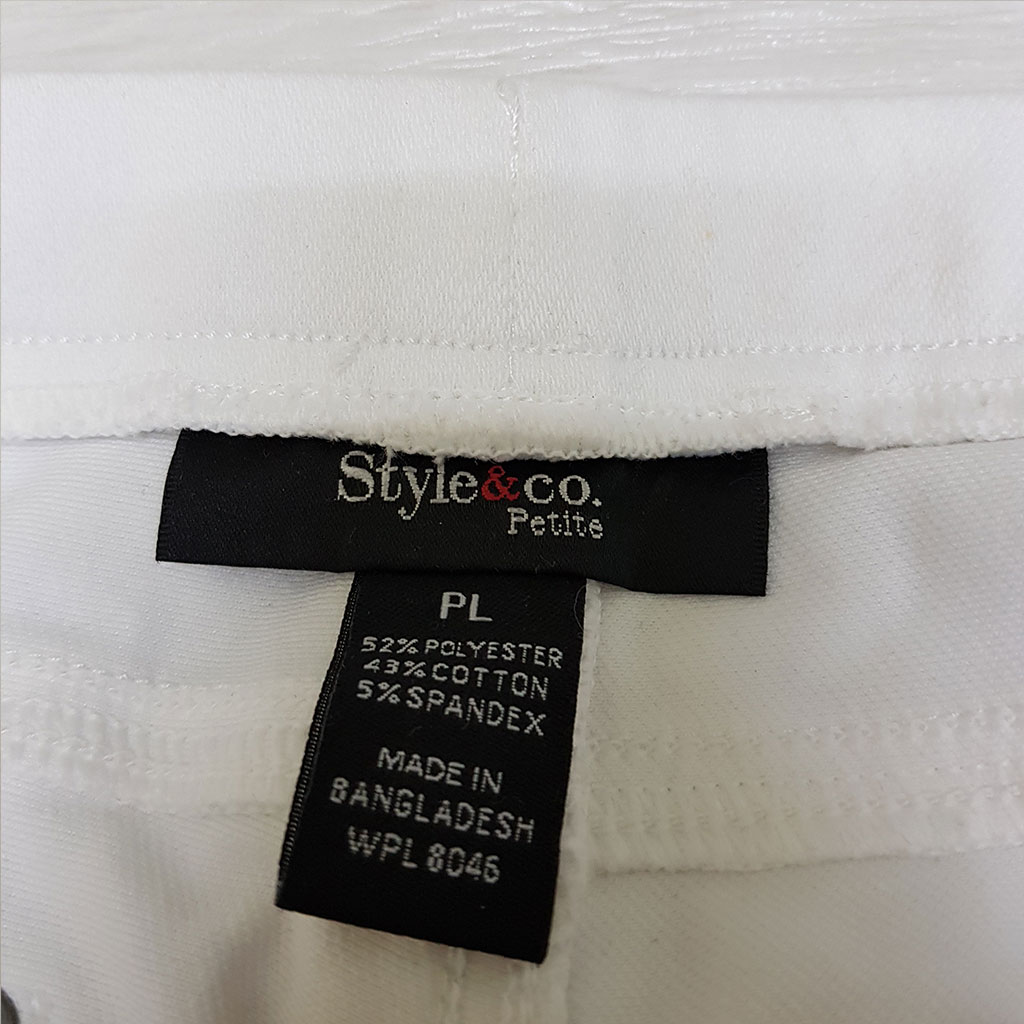 Style&co.
Petite
PL
52% POLYESTER
43% COTTON
5% SPANDEX
MADE IN
BANGLADESH
WPL 8046